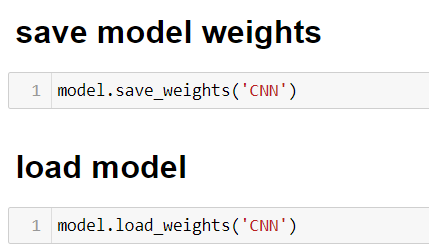 save model weights
1 model.save_weights('CNN')
load model
1 model.load_weights('CNN')